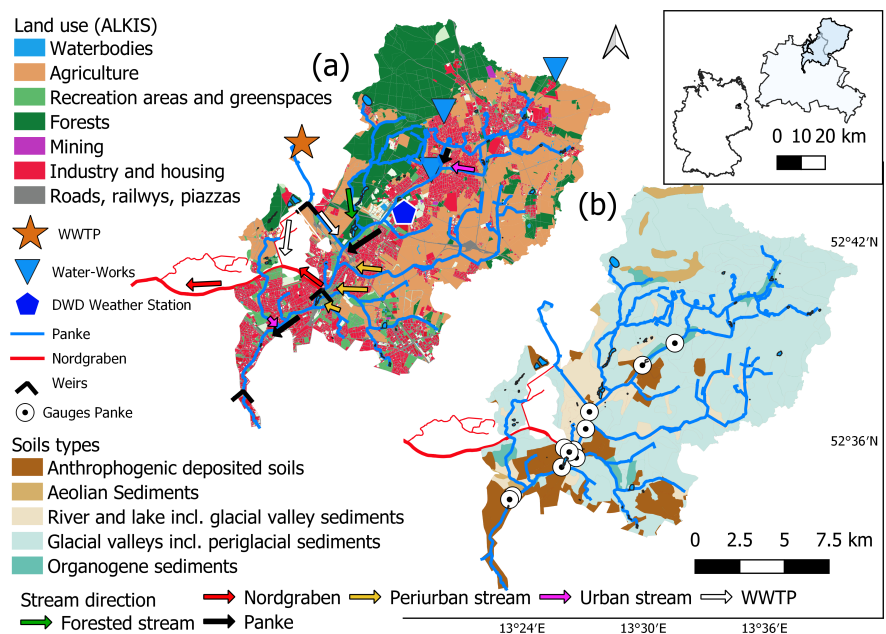 Land use (ALKIS)
Waterbodies
Agriculture
Recreation areas and greenspaces
Forests
Mining
Industry and housing
Roads, railwys, piazzas
WWTP
Water-Works
DWD Weather Station
Panke
Nordgraben
Weirs
Gauges Panke
Soils types
Anthrophogenic deposited soils
Aeolian Sediments
River and lake incl. glacial valley sediments
Glacial valleys incl. periglacial sediments
Organogene sediments
(a)
0 10 20 km
(b)
52°42′N
52°36′N
0 2.5 5 7.5 km
Stream direction
Nordgraben
Periurban stream
Urban stream
WWTP
Forested stream
Panke
13°24′E 13°30′E 13°36′E